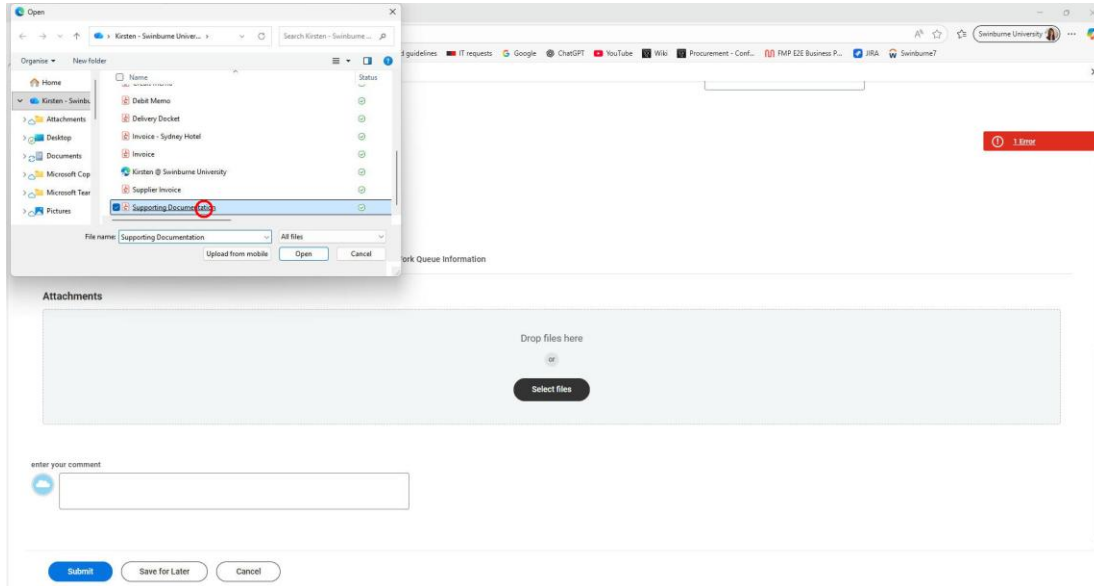 Open
Kirsten - Swinburne Univer...
Search Kirsten - Swinburne ...
Swinburne University
guidelines IT requests Google ChatGPT YouTube Wiki Procurement - Conf... FMP E2E Business P... JIRA Swinburne7
Organise New folder
Name Status
Home
Kirsten - Swinbu
Debit Memo
Attachments
Delivery Docket
Desktop
Invoice - Sydney Hotel
Documents
Invoice
1 Error
Microsoft Cop
Kirsten @ Swinburne University
Microsoft Tear
Supplier Invoice
Pictures
Supporting Documentation
File name: Supporting Documentation All files
Upload from mobile Open Cancel
ork Queue Information
Attachments
Drop files here
or
Select files
enter your comment
Submit Save for Later Cancel